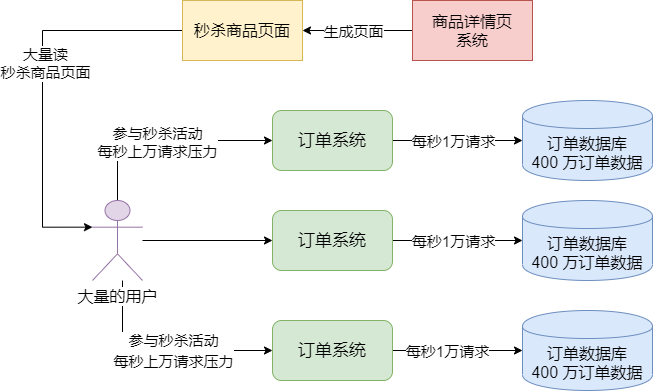 秒杀商品页面
生成页面
商品详情页
系统
大量读
秒杀商品页面
参与秒杀活动
每秒上万请求压力
订单系统
每秒1万请求
订单数据库
400 万订单数据
订单系统
每秒1万请求
订单数据库
400 万订单数据
大量的用户
参与秒杀活动
每秒上万请求压力
订单系统
每秒1万请求
订单数据库
400 万订单数据